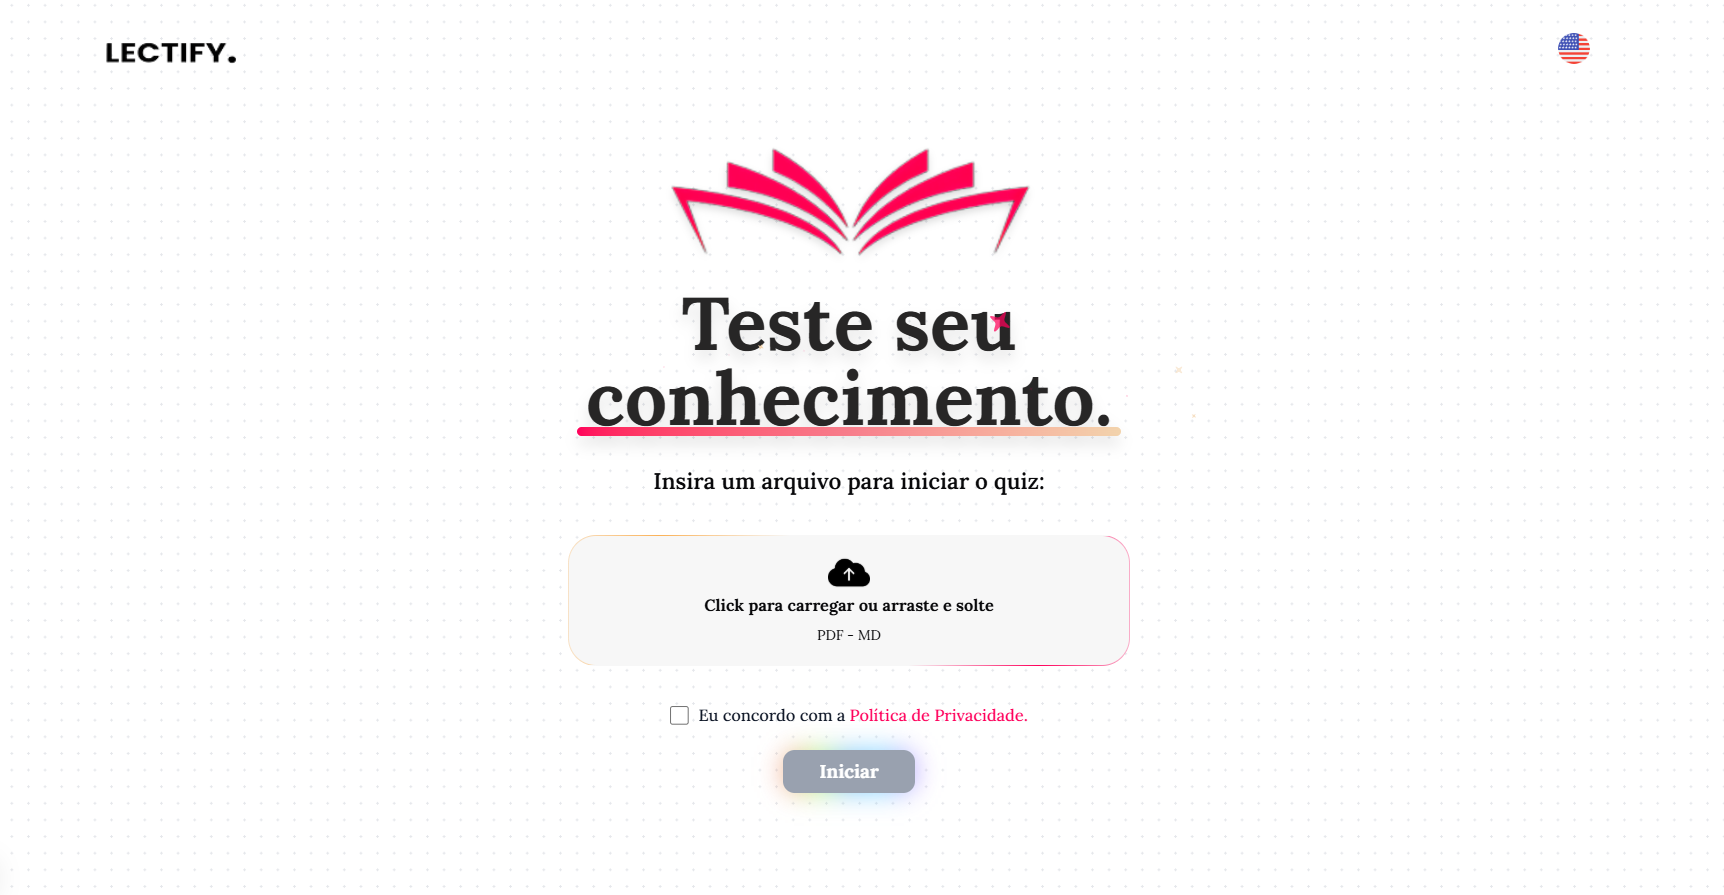 LECTIFY.
Teste seu
conhecimento.
Insira um arquivo para iniciar o quiz:
Click para carregar ou arraste e solte
PDF - MD
Eu concordo com a Política de Privacidade.
Iniciar